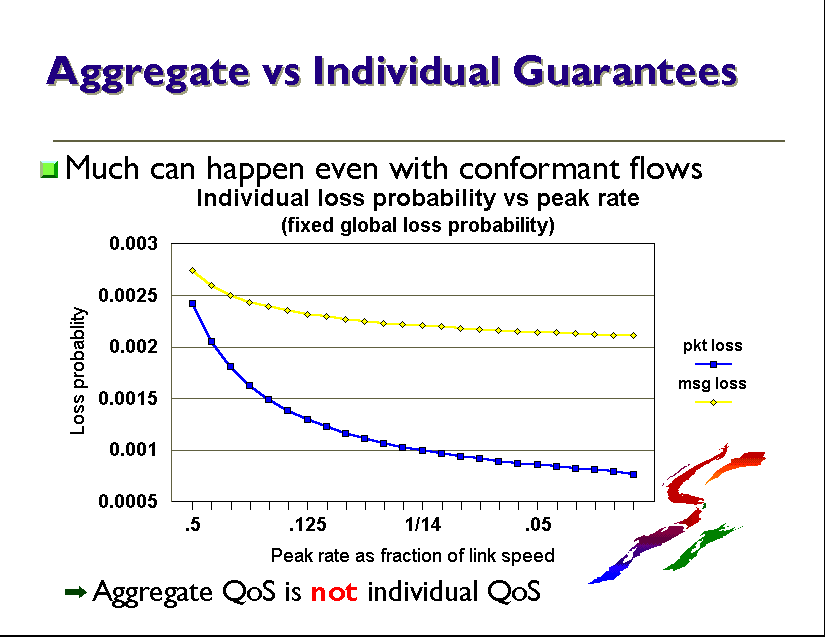 Aggregate vs Individual Guarantees
Much can happen even with conformant flows
Individual loss probability vs peak rate
(fixed global loss probability)
0.003
0.0025
0.002
0.0015
0.001
0.0005
Loss probablity
.5
.125
1/14
.05
Peak rate as fraction of link speed
pkt loss
msg loss
Aggregate QoS is not individual QoS